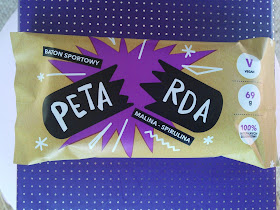 BATON SPORTOWY
PETA
RDA
MALINA - SPIRULINA
V
VEGAN
69
g
100%